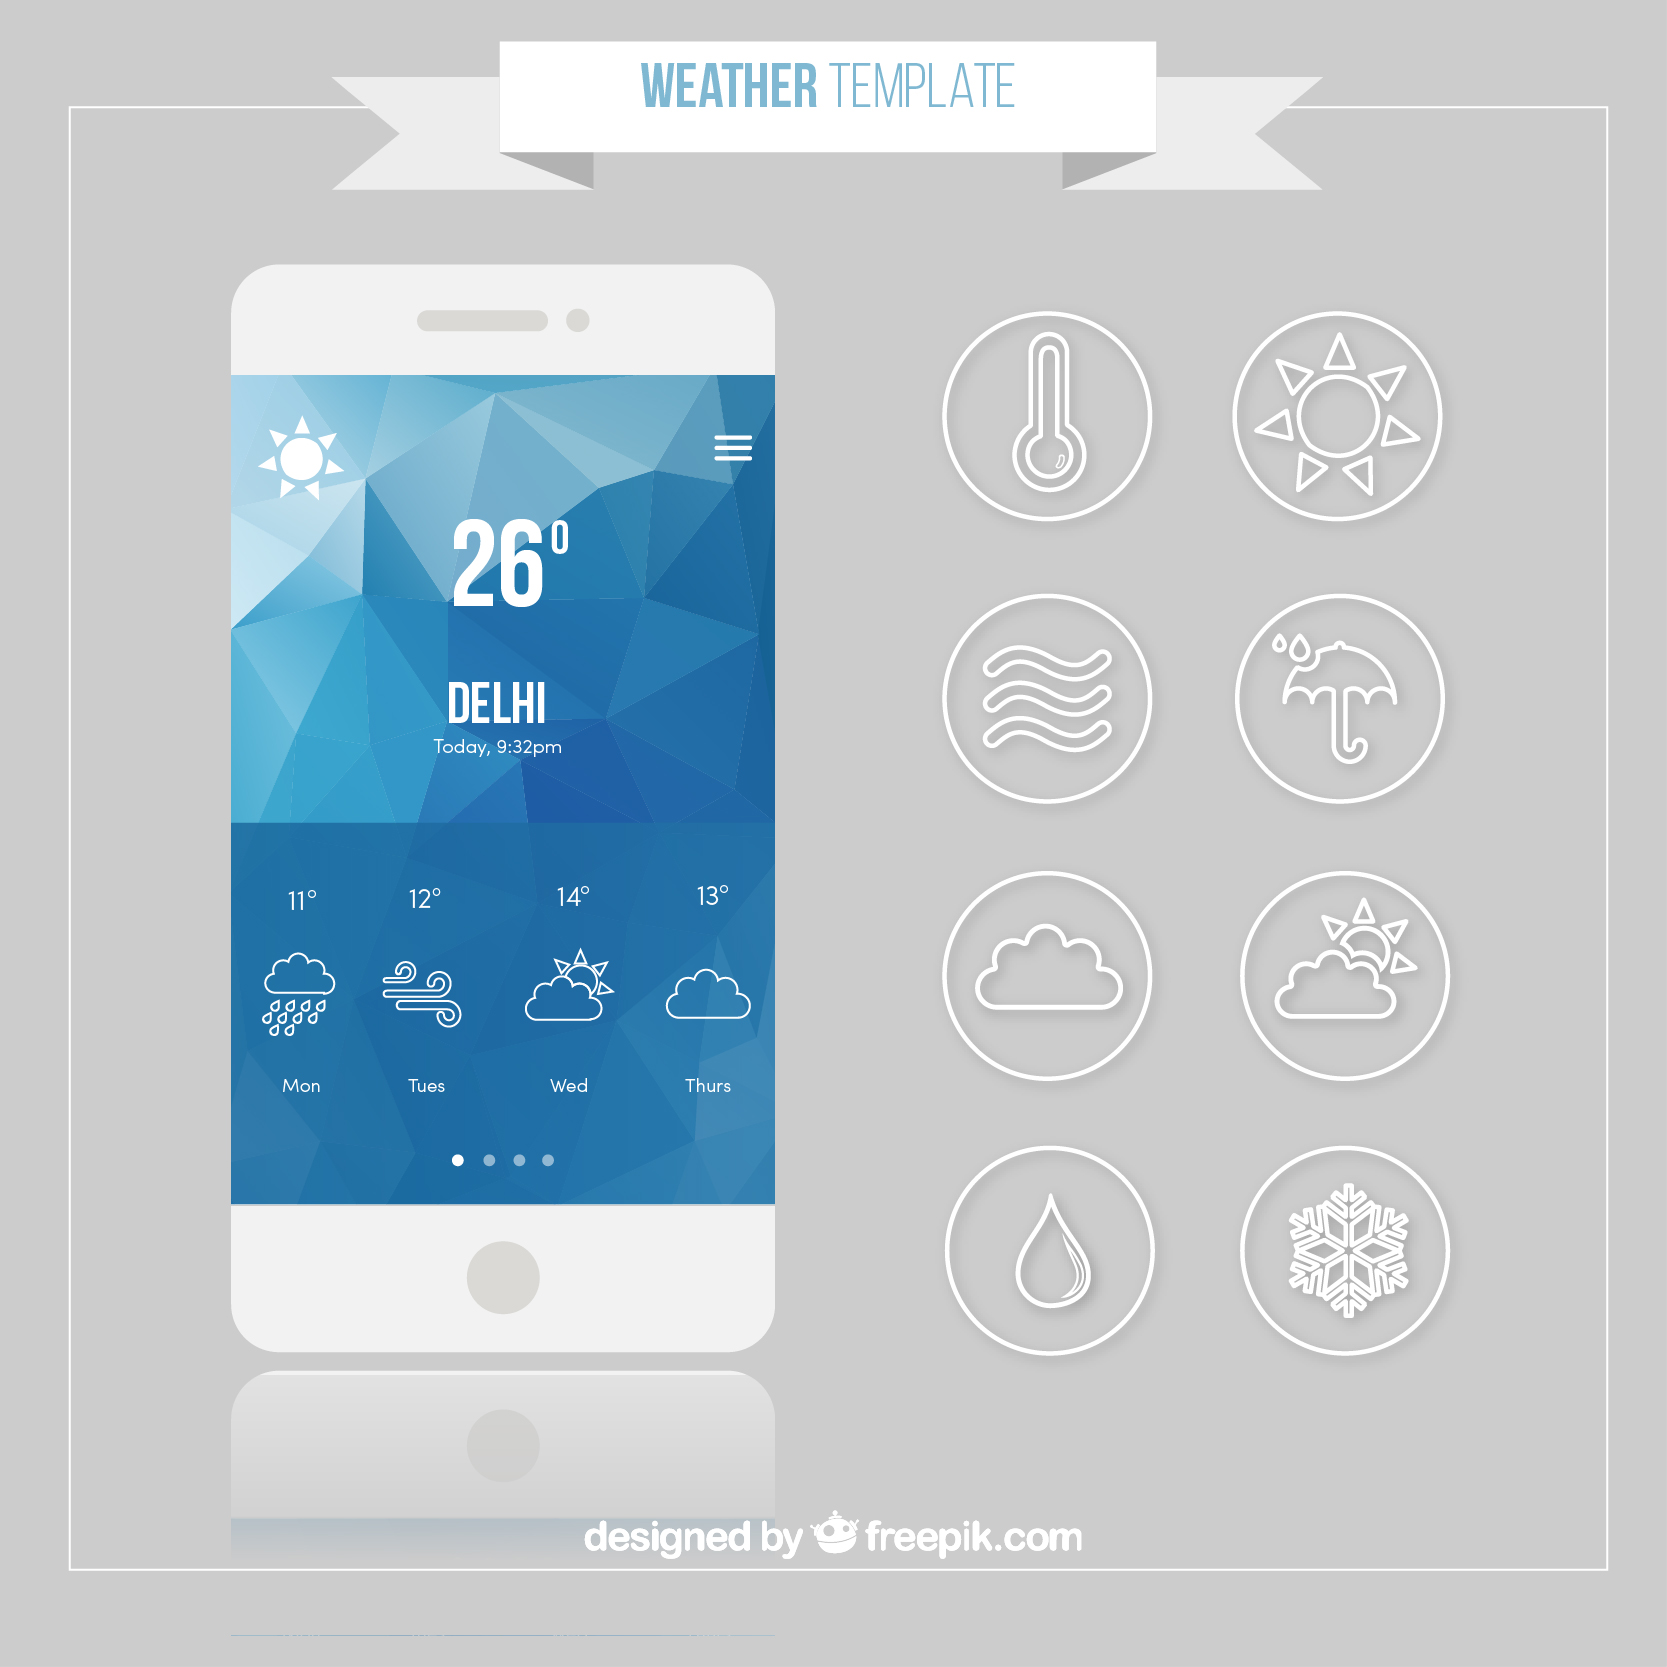 WEATHER TEMPLATE
26°
DELHI
Today, 9:32pm
11° 12° 14° 13°
Mon Tues Wed Thurs
designed by freepik.com